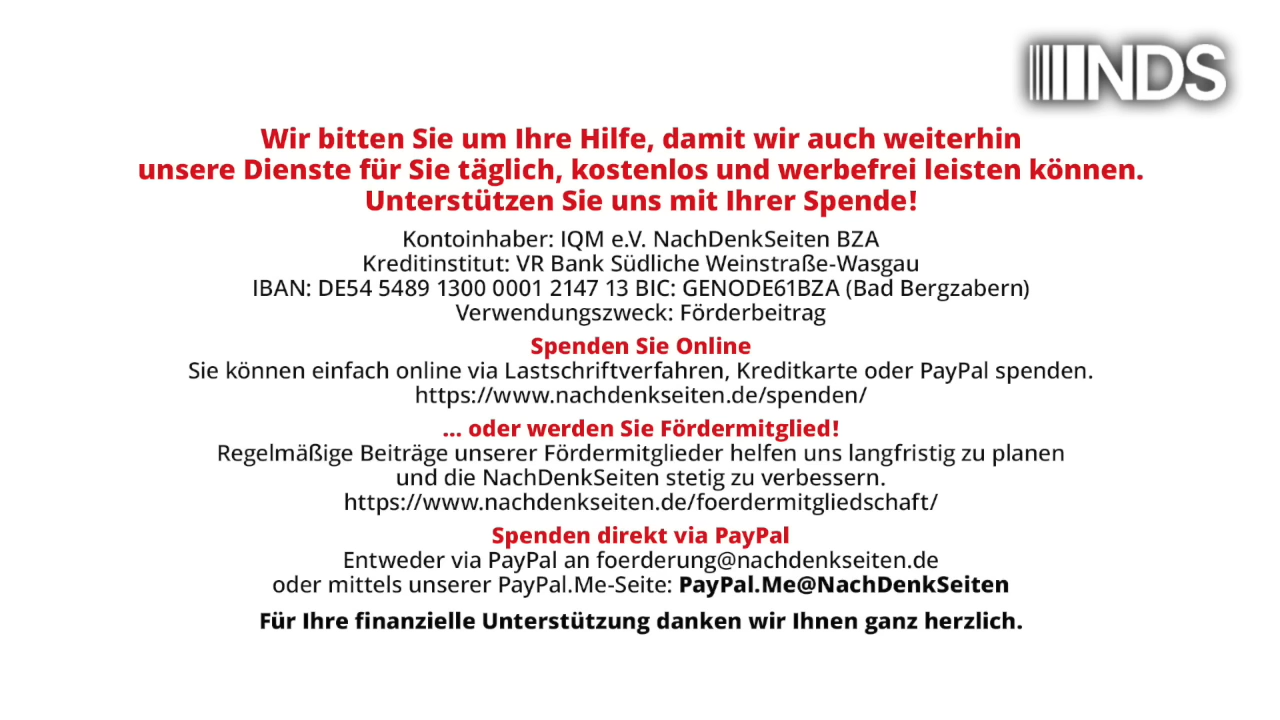 NDS
Wir bitten Sie um Ihre Hilfe, damit wir auch weiterhin
unsere Dienste für Sie täglich, kostenlos und werbefrei leisten können.
Unterstützen Sie uns mit Ihrer Spende!
Kontoinhaber: IQM e.V. NachDenkSeiten BZA
Kreditinstitut: VR Bank Südliche Weinstraße-Wasgau
IBAN: DE54 5489 1300 0001 2147 13 BIC: GENODE61BZA (Bad Bergzabern)
Verwendungszweck: Förderbeitrag
Spenden Sie Online
Sie können einfach online via Lastschriftverfahren, Kreditkarte oder PayPal spenden.
https://www.nachdenkseiten.de/spenden/
... oder werden Sie Fördermitglied!
Regelmäßige Beiträge unserer Fördermitglieder helfen uns langfristig zu planen
und die NachDenkSeiten stetig zu verbessern.
https://www.nachdenkseiten.de/foerdermitgliedschaft/
Spenden direkt via PayPal
Entweder via PayPal an foerderung@nachdenkseiten.de
oder mittels unserer PayPal.Me-Seite: PayPal.Me@NachDenkSeiten
Für Ihre finanzielle Unterstützung danken wir Ihnen ganz herzlich.